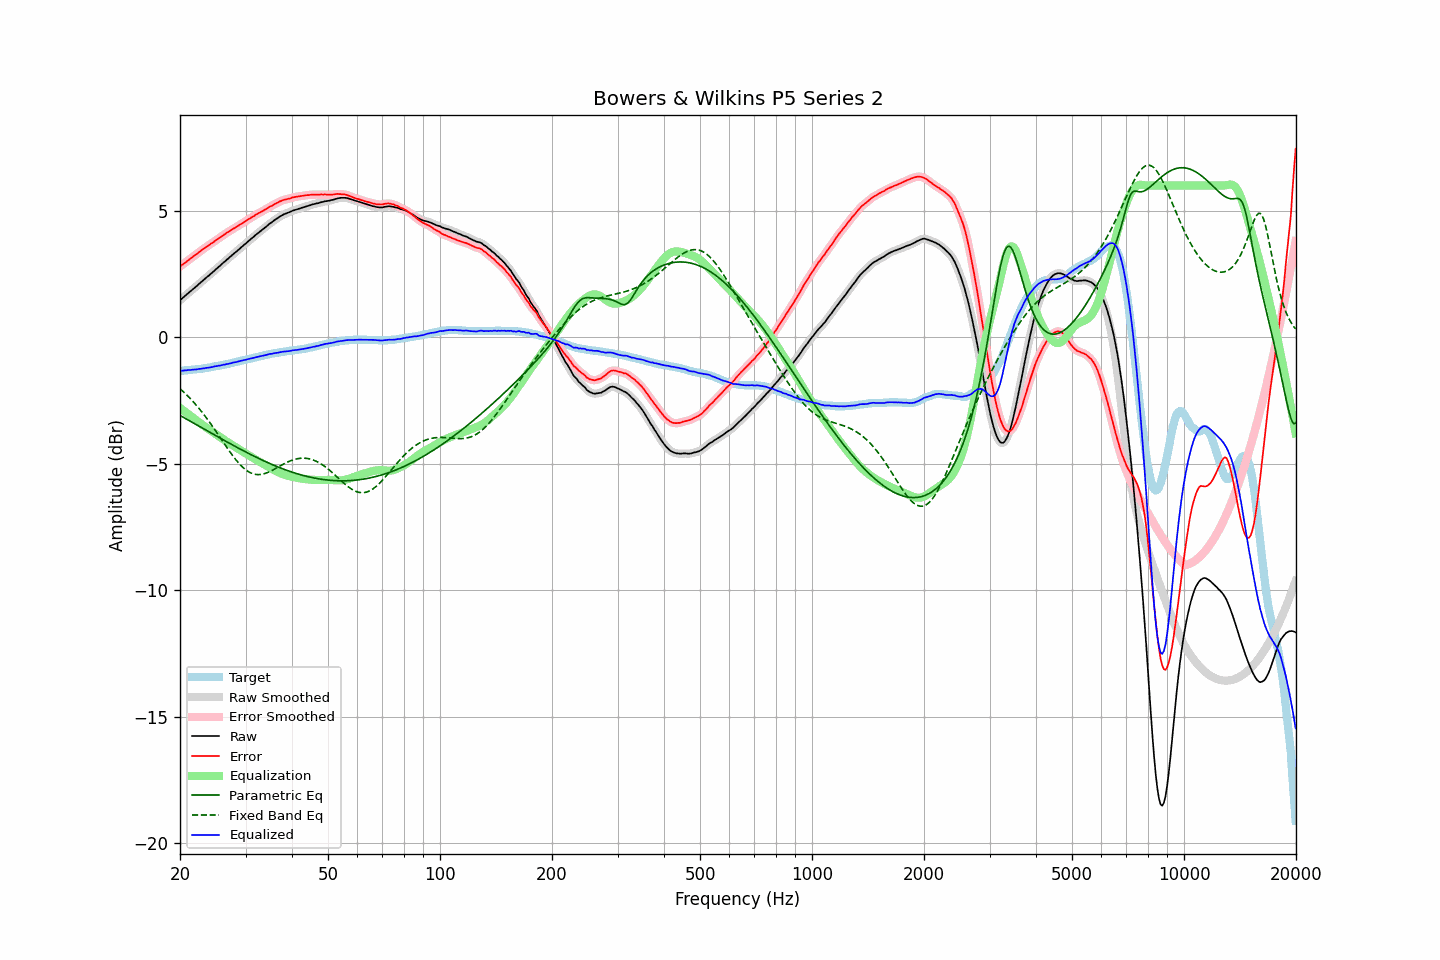 Bowers & Wilkins P5 Series 2
Amplitude (dBr)
5
0
−5
−10
−15
−20
Target
Raw Smoothed
Error Smoothed
Raw
Error
Equalization
Parametric Eq
Fixed Band Eq
Equalized
20 50 100 200 500 1000 2000 5000 10000 20000
Frequency (Hz)